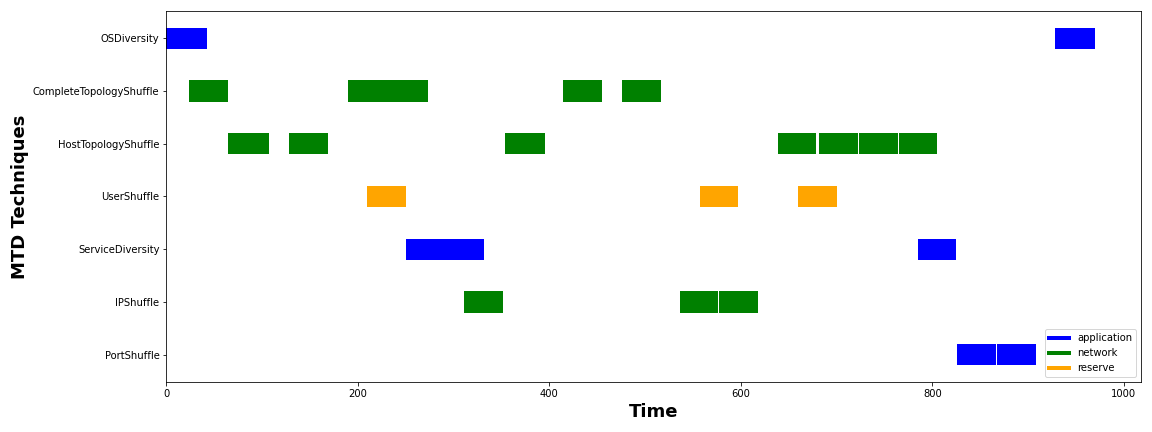 MTD Techniques
OSDiversity
CompleteTopologyShuffle
HostTopologyShuffle
UserShuffle
ServiceDiversity
IPShuffle
PortShuffle
application
network
reserve
0 200 400 600 800 1000
Time